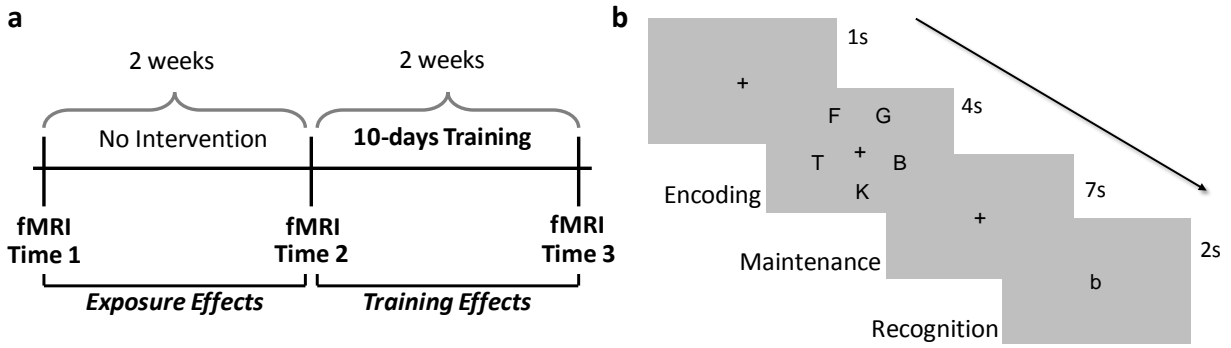 a
2 weeks 2 weeks
No Intervention 10-days Training
fMRI fMRI fMRI
Time 1 Time 2 Time 3
Exposure Effects Training Effects
b
+
1s
F G
+
T B
K
4s
Encoding
+
7s
Maintenance
b
2s
Recognition